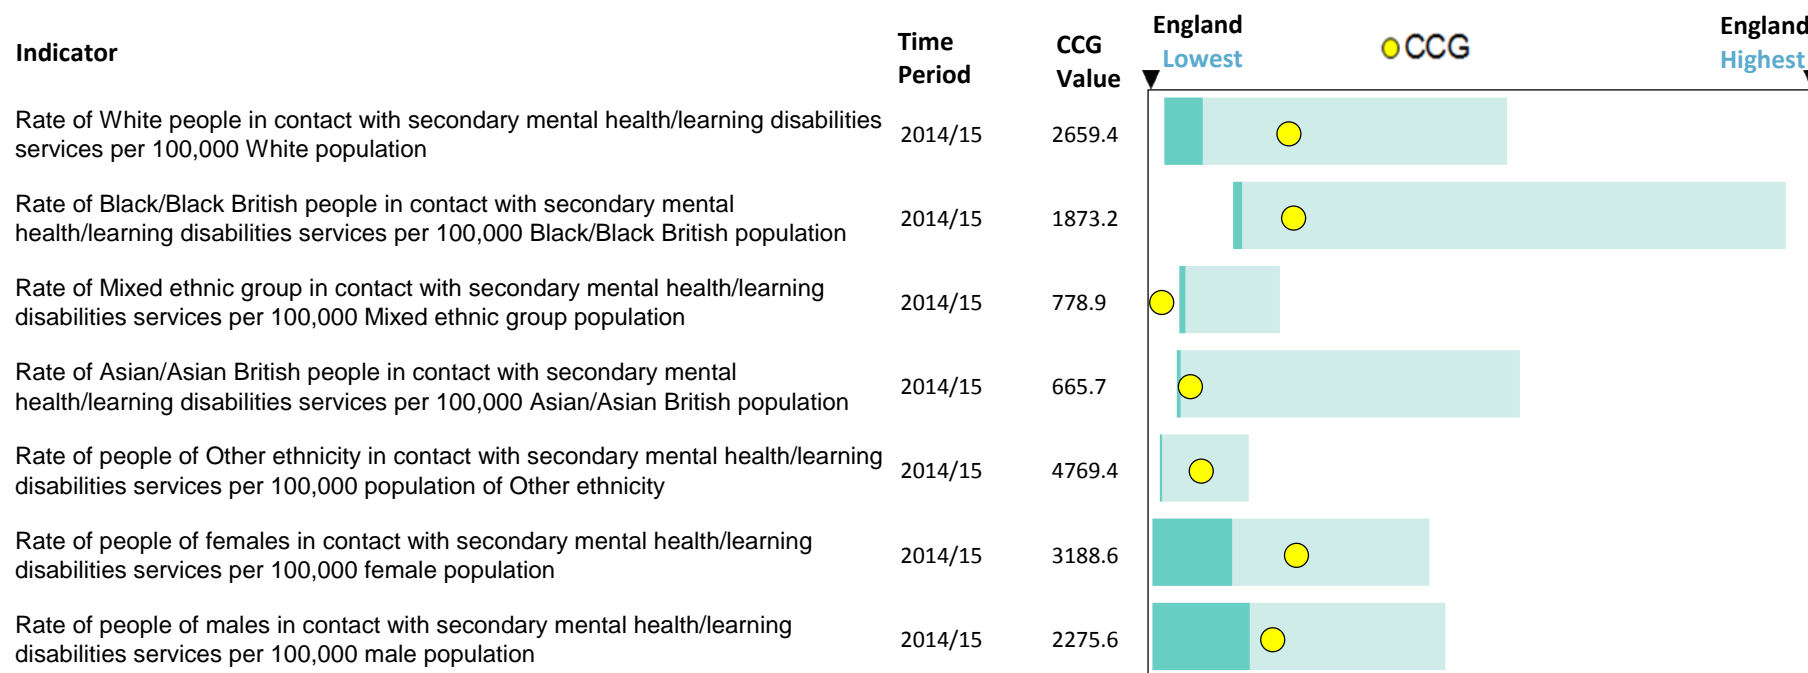 Indicator
Time
Period
CCG
Value
England
Lowest
CCG
England
Highest
Rate of White people in contact with secondary mental health/learning disabilities
services per 100,000 White population
2014/15
2659.4
Rate of Black/Black British people in contact with secondary mental
health/learning disabilities services per 100,000 Black/Black British population
2014/15
1873.2
Rate of Mixed ethnic group in contact with secondary mental health/learning
disabilities services per 100,000 Mixed ethnic group population
2014/15
778.9
Rate of Asian/Asian British people in contact with secondary mental
health/learning disabilities services per 100,000 Asian/Asian British population
2014/15
665.7
Rate of people of Other ethnicity in contact with secondary mental health/learning
disabilities services per 100,000 population of Other ethnicity
2014/15
4769.4
Rate of people of females in contact with secondary mental health/learning
disabilities services per 100,000 female population
2014/15
3188.6
Rate of people of males in contact with secondary mental health/learning
disabilities services per 100,000 male population
2014/15
2275.6